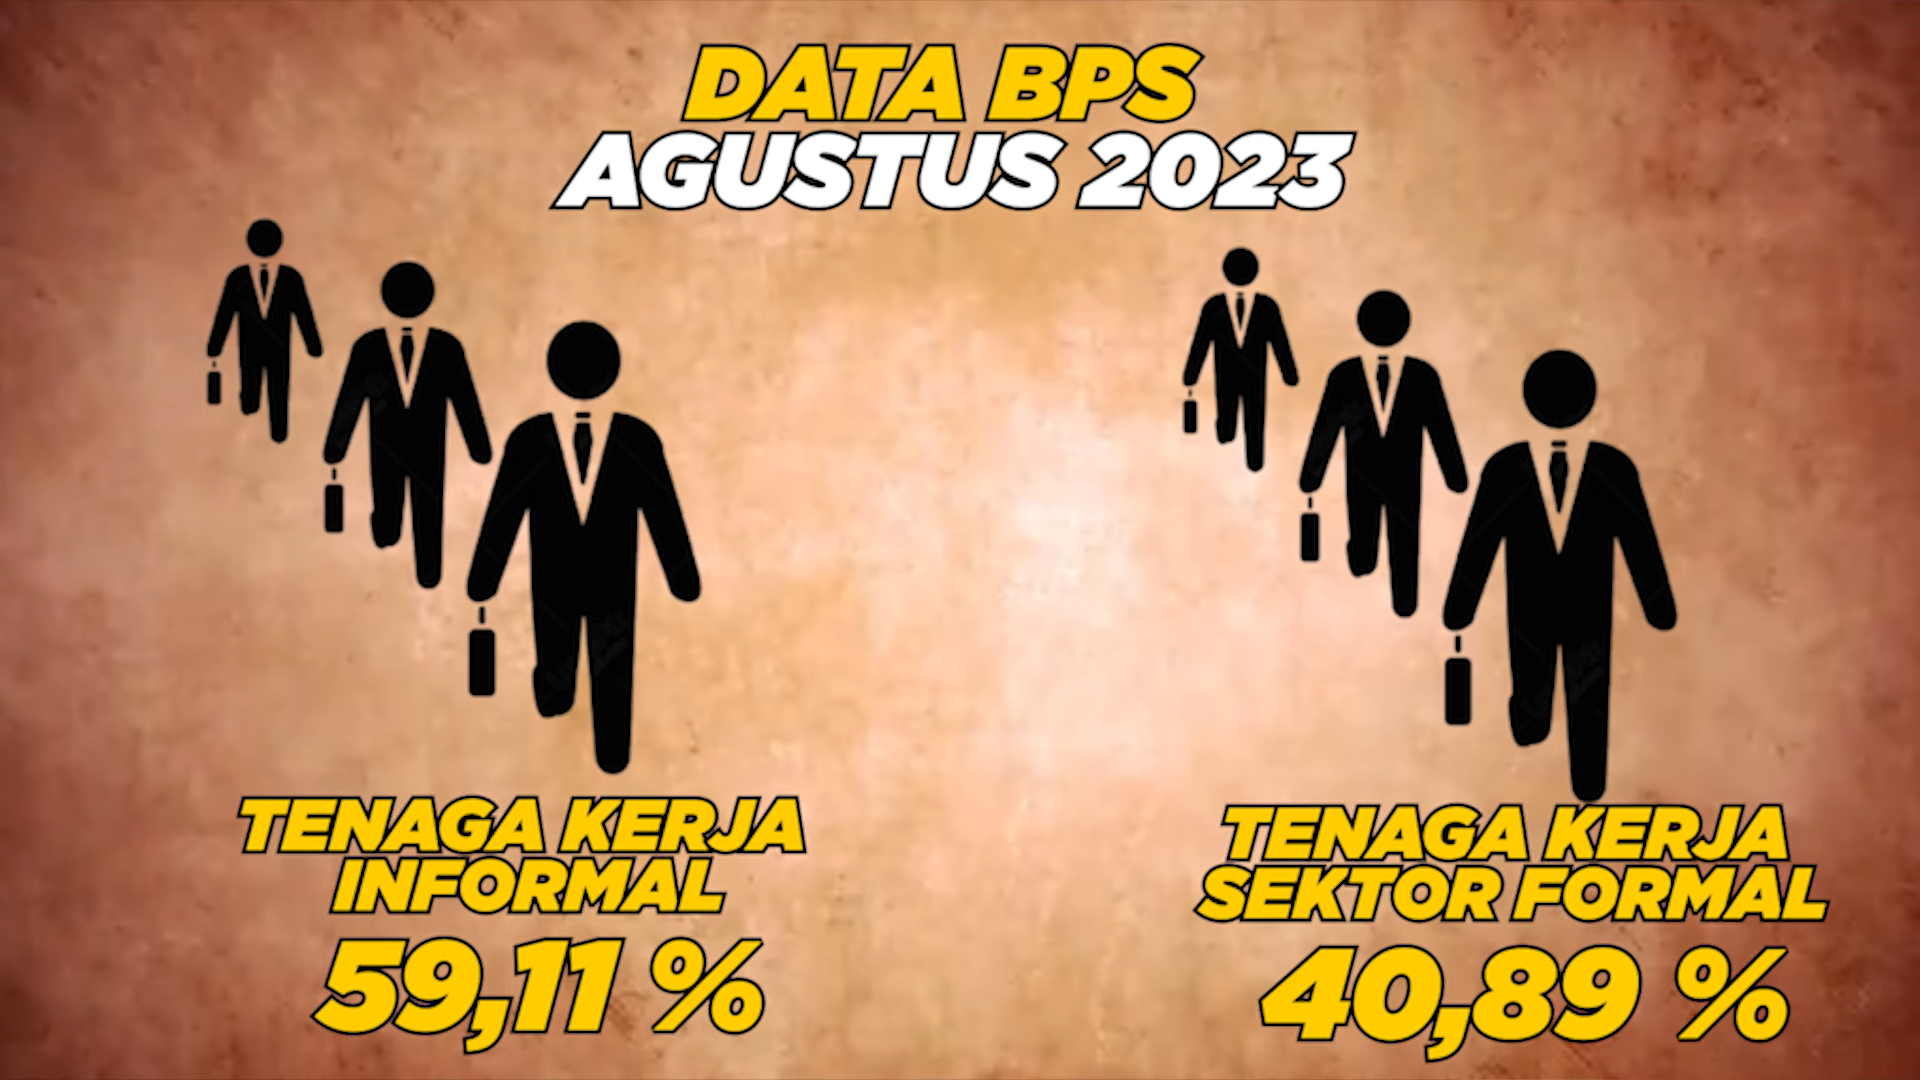 DATA BPS
AGUSTUS 2023
TENAGA KERJA
INFORMAL
59,11 %
TENAGA KERJA
SEKTOR FORMAL
40,89 %